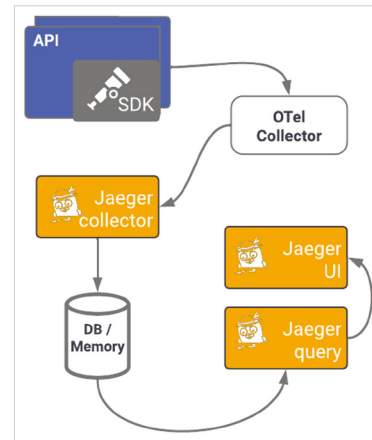 API
SDK
OTel
Collector
Jaeger
collector
DB /
Memory
Jaeger
UI
Jaeger
query